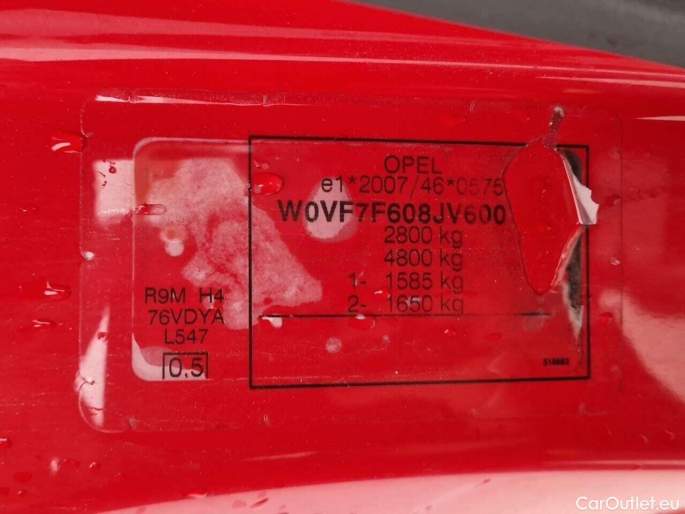 OPEL
e1*2007/46*0575
W0VF7F608JV600
2800 kg
4800 kg
1- 1585 kg
2- 1650 kg
R9M H4
76VDYA
L547
0.5
CarOutlet.eu